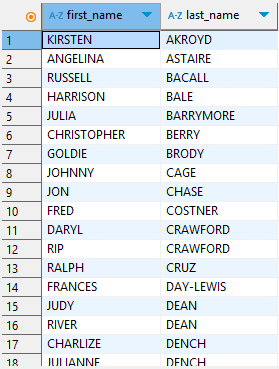 A-Z first_name A-Z last_name
1 KIRSTEN AKROYD
2 ANGELINA ASTAIRE
3 RUSSELL BACALL
4 HARRISON BALE
5 JULIA BARRYMORE
6 CHRISTOPHER BERRY
7 GOLDIE BRODY
8 JOHNNY CAGE
9 JON CHASE
10 FRED COSTNER
11 DARYL CRAWFORD
12 RIP CRAWFORD
13 RALPH CRUZ
14 FRANCES DAY-LEWIS
15 JUDY DEAN
16 RIVER DEAN
17 CHARLIZE DENCH
18 JULIANNE DENCH